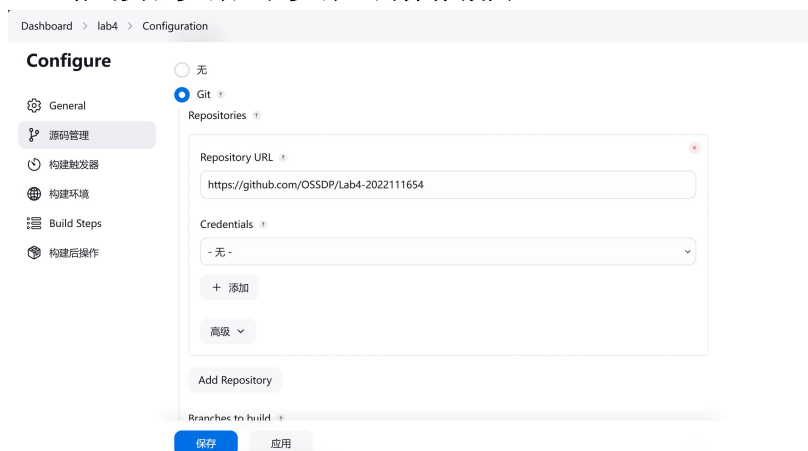 Dashboard > lab4 > Configuration
Configure
General
源码管理
构建触发器
构建环境
Build Steps
构建后操作
无
Git ?
Repositories ?
Repository URL ?
https://github.com/OSSDP/Lab4-2022111654
Credentials ?
- 无 -
+ 添加
高级
Add Repository
Branches to build ?
保存
应用